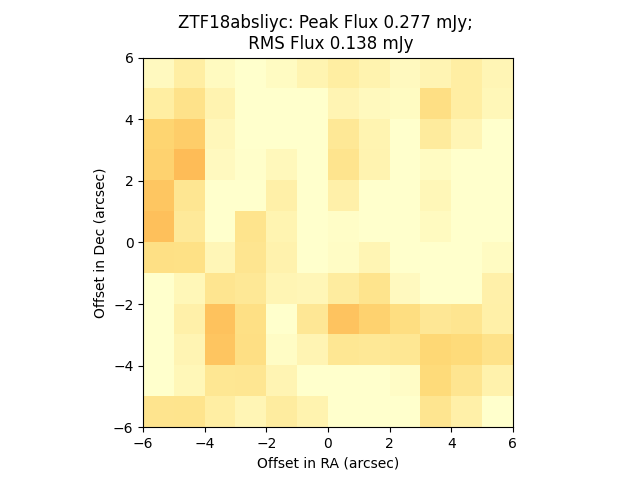 ZTF18absliyc: Peak Flux 0.277 mJy;
RMS Flux 0.138 mJy
6
4
2
0
−2
−4
−6
Offset in Dec (arcsec)
−6 −4 −2 0 2 4 6
Offset in RA (arcsec)